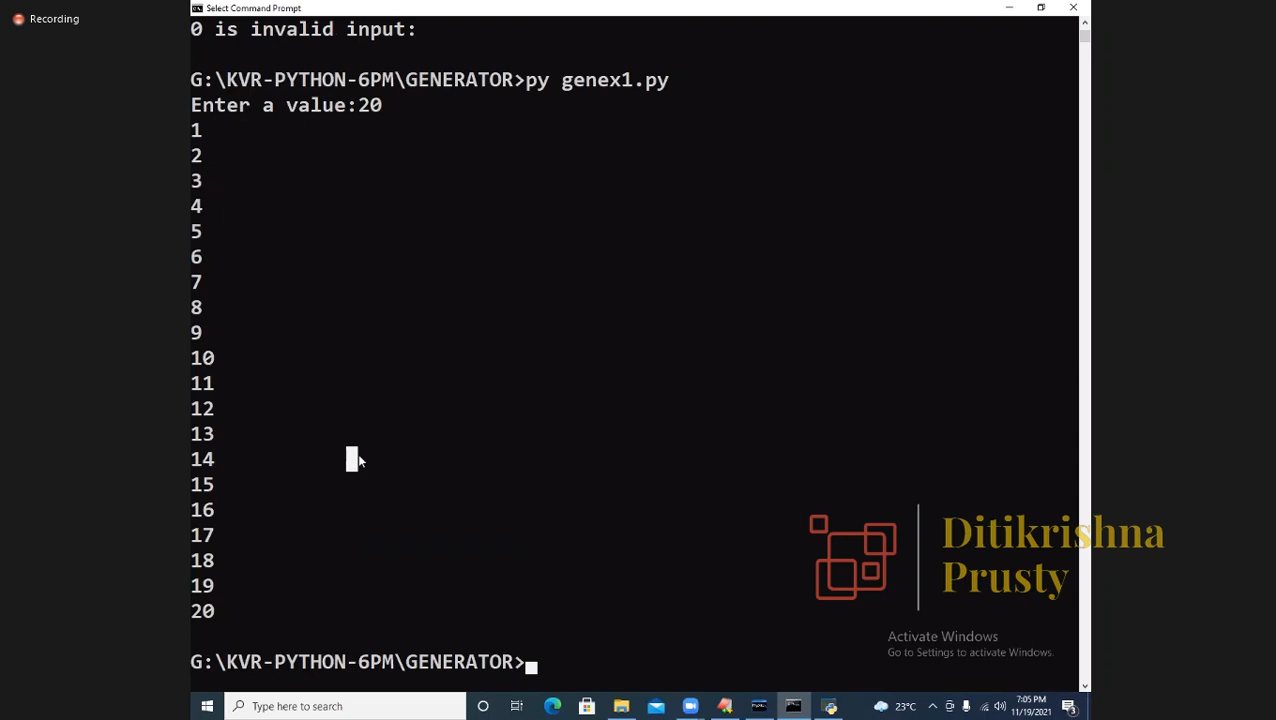 Recording
Select Command Prompt
0 is invalid input:
G:\KVR-PYTHON-6PM\GENERATOR>py genex1.py
Enter a value:20
1
2
3
4
5
6
7
8
9
10
11
12
13
14
15
16
17
18
19
20
G:\KVR-PYTHON-6PM\GENERATOR>
Ditikrishna
Prusty
Activate Windows
Go to Settings to activate Windows.
Type here to search
23°C
7:05 PM
11/19/2021
3